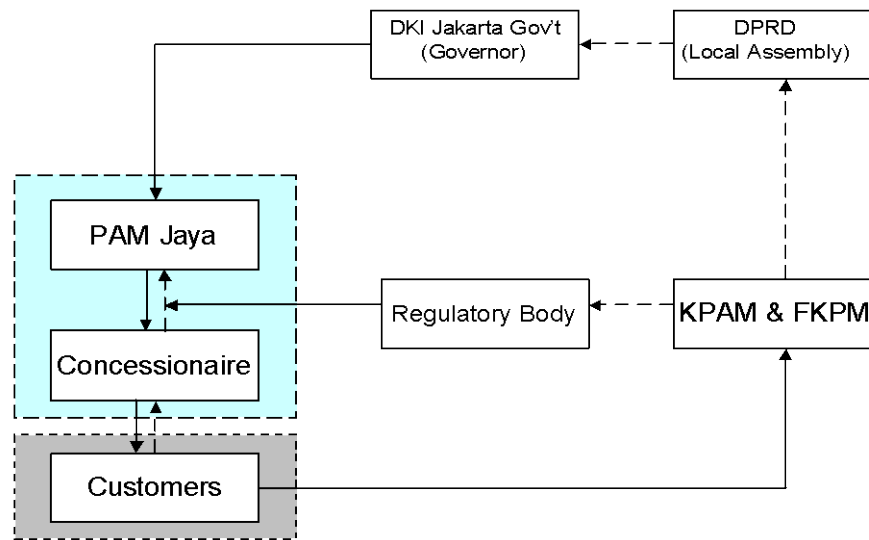 DKI Jakarta Gov't
(Governor)
DPRD
(Local Assembly)
PAM Jaya
Regulatory Body
KPAM & FKPM
Concessionaire
Customers